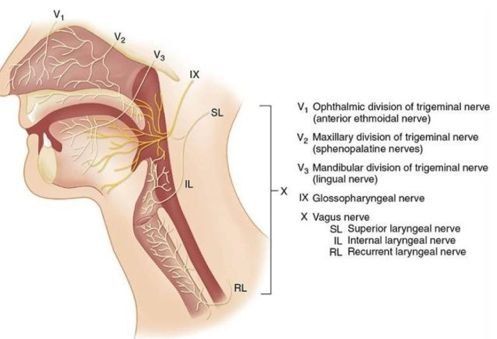 V1
V2
V3
IX
SL
IL
X
RL
V1 Ophthalmic division of trigeminal nerve
(anterior ethmoidal nerve)
V2 Maxillary division of trigeminal nerve
(sphenopalatine nerves)
V3 Mandibular division of trigeminal nerve
(lingual nerve)
IX Glossopharyngeal nerve
X Vagus nerve
SL Superior laryngeal nerve
IL Internal laryngeal nerve
RL Recurrent laryngeal nerve